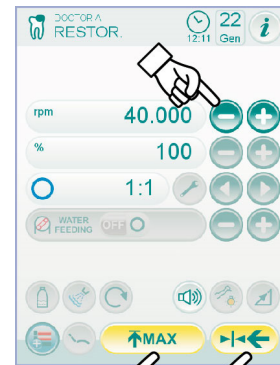 DOCTOR A
RESTOR.
12:11
22
Gen
i
rpm 40.000
% 100
1:1
WATER
FEEDING OFF
MAX